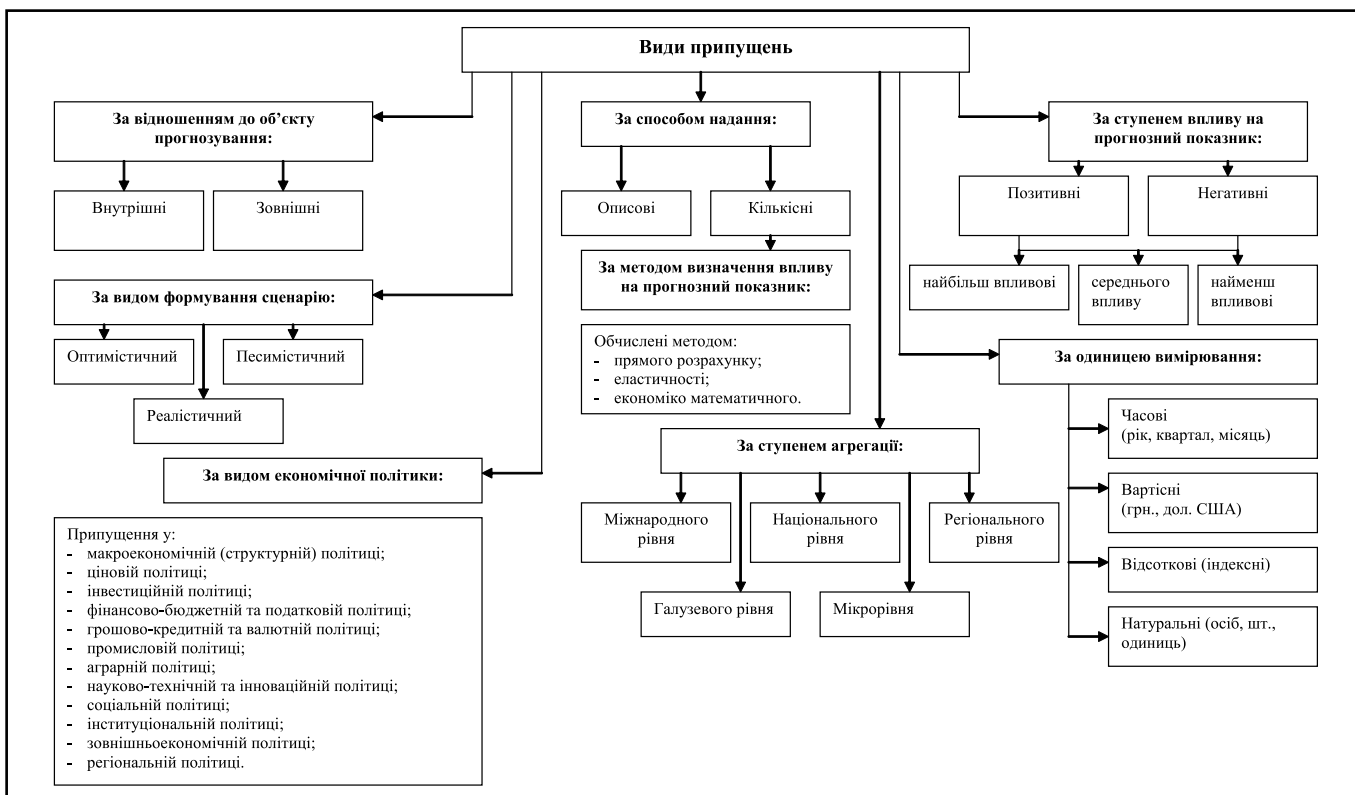 Види припущень
За відношенням до об’єкту
прогнозування:
Внутрішні
Зовнішні
За видом формування сценарію:
Оптимістичний
Песимістичний
Реалістичний
За видом економічної політики:
Припущення у:
- макроекономічній (структурній) політиці;
- ціновій політиці;
- інвестиційній політиці;
- фінансово-бюджетній та податковій політиці;
- грошово-кредитній та валютній політиці;
- промисловій політиці;
- аграрній політиці;
- науково-технічній та інноваційній політиці;
- соціальній політиці;
- інституціональній політиці;
- зовнішньоекономічній політиці;
- регіональній політиці.
За способом надання:
Описові
Кількісні
За методом визначення впливу
на прогнозний показник:
Обчислені методом:
- прямого розрахунку;
- еластичності;
- економіко математичного.
За ступенем агрегації:
Міжнародного
рівня
Національного
рівня
Регіонального
рівня
Галузевого рівня
Мікрорівня
За ступенем впливу на
прогнозний показник:
Позитивні
Негативні
найбільш впливові
середнього
впливу
найменш
впливові
За одиницею вимірювання:
Часові
(рік, квартал, місяць)
Вартісні
(грн., дол. США)
Відсоткові (індексні)
Натуральні (осіб, шт.,
одиниць)